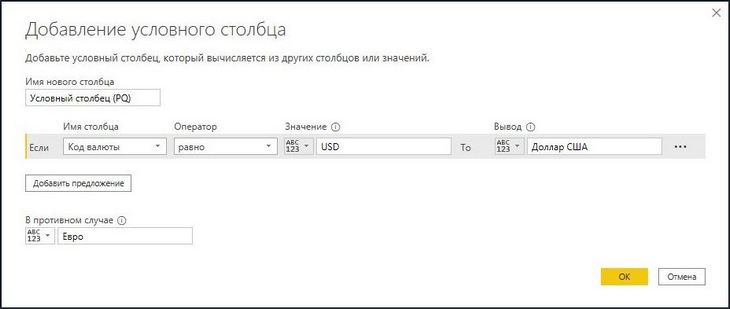 Добавление условного столбца
Добавьте условный столбец, который вычисляется из других столбцов или значений.
Имя нового столбца
Условный столбец (PQ)
Имя столбца Оператор Значение Вывод
Если Код валюты равно ABC 123 USD То ABC 123 Доллар США ...
Добавить предложение
В противном случае
ABC 123 Евро
ОК Отмена